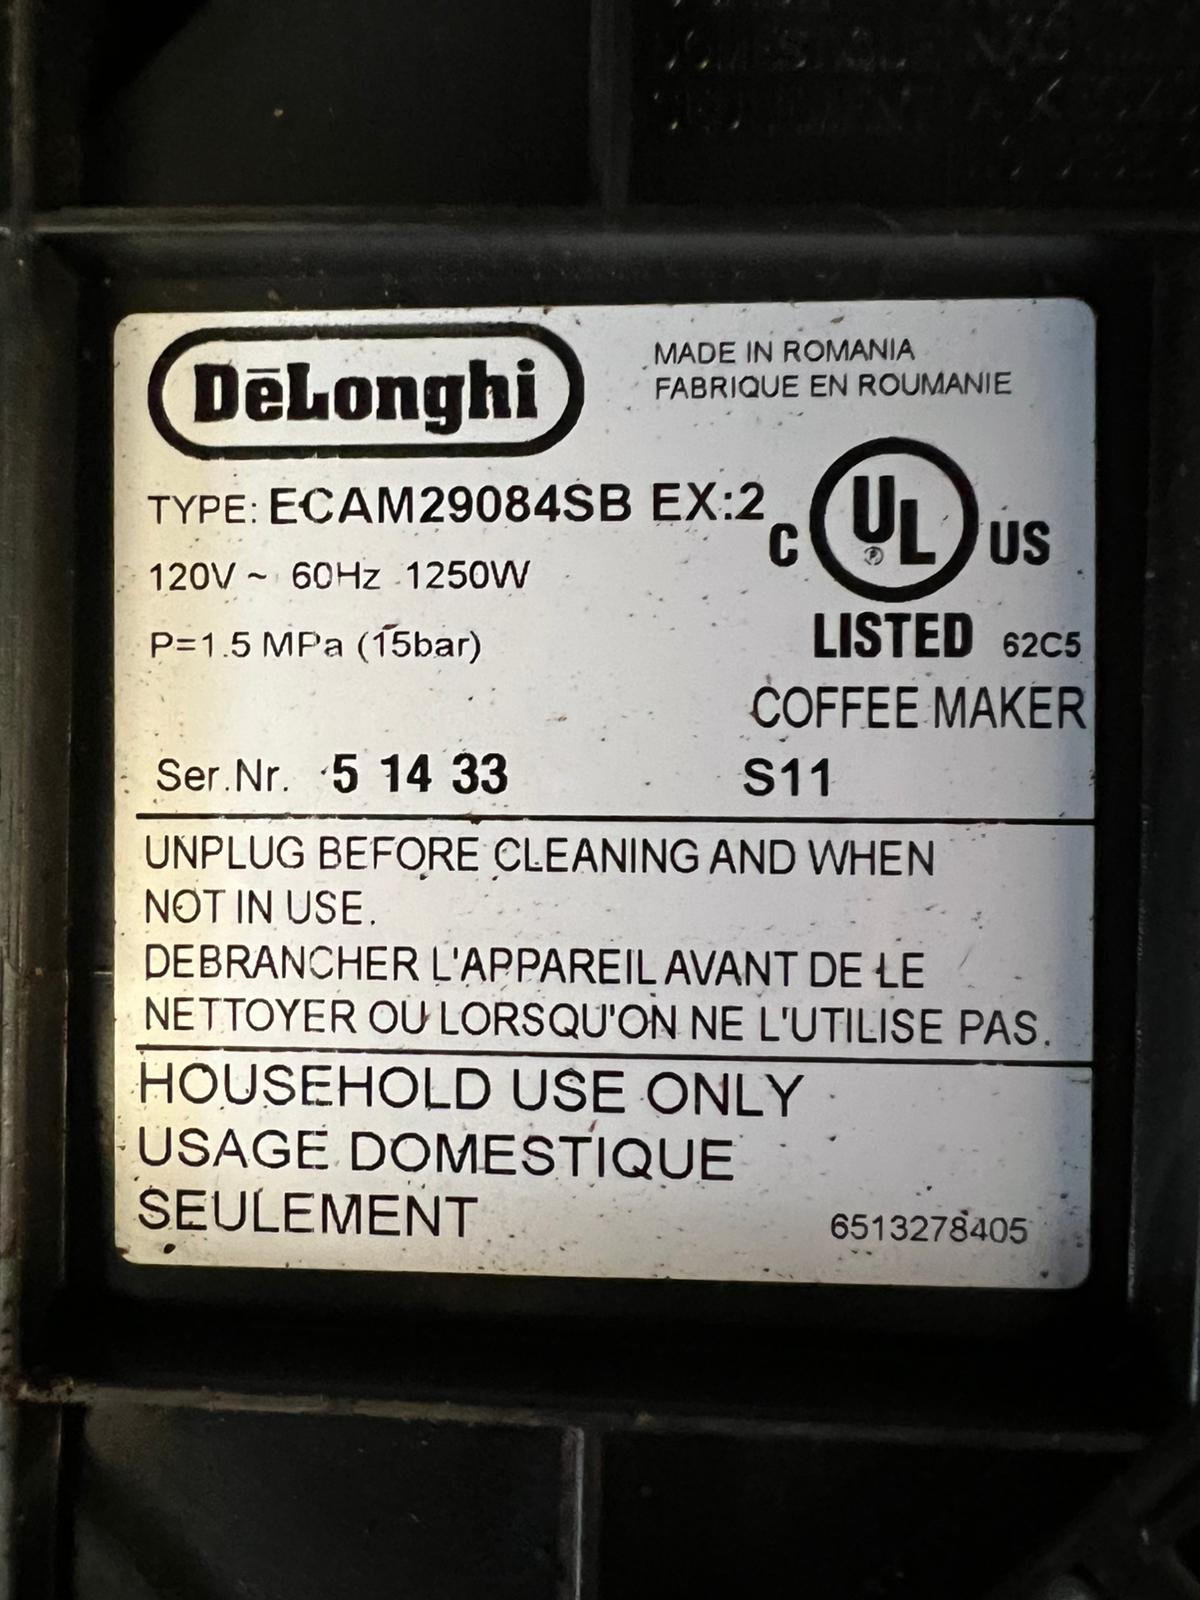 DeLonghi
MADE IN ROMANIA
FABRIQUE EN ROUMANIE
TYPE: ECAM29084SB EX:2
120V ~ 60Hz 1250W
P=1.5 MPa (15bar)
C UL ® US
LISTED 62C5
COFFEE MAKER
Ser.Nr. 5 14 33 S11
UNPLUG BEFORE CLEANING AND WHEN
NOT IN USE.
DEBRANCHER L'APPAREIL AVANT DE LE
NETTOYER OU LORSQU'ON NE L'UTILISE PAS.
HOUSEHOLD USE ONLY
USAGE DOMESTIQUE
SEULEMENT
6513278405